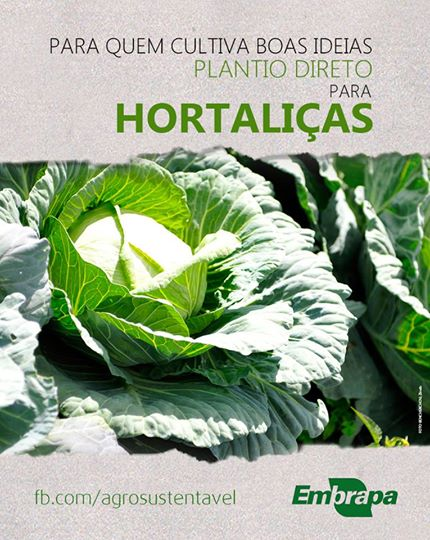 PARA QUEM CULTIVA BOAS IDEIAS
PLANTIO DIRETO
PARA
HORTALIÇAS
fb.com/agrosustentavel
Embrapa